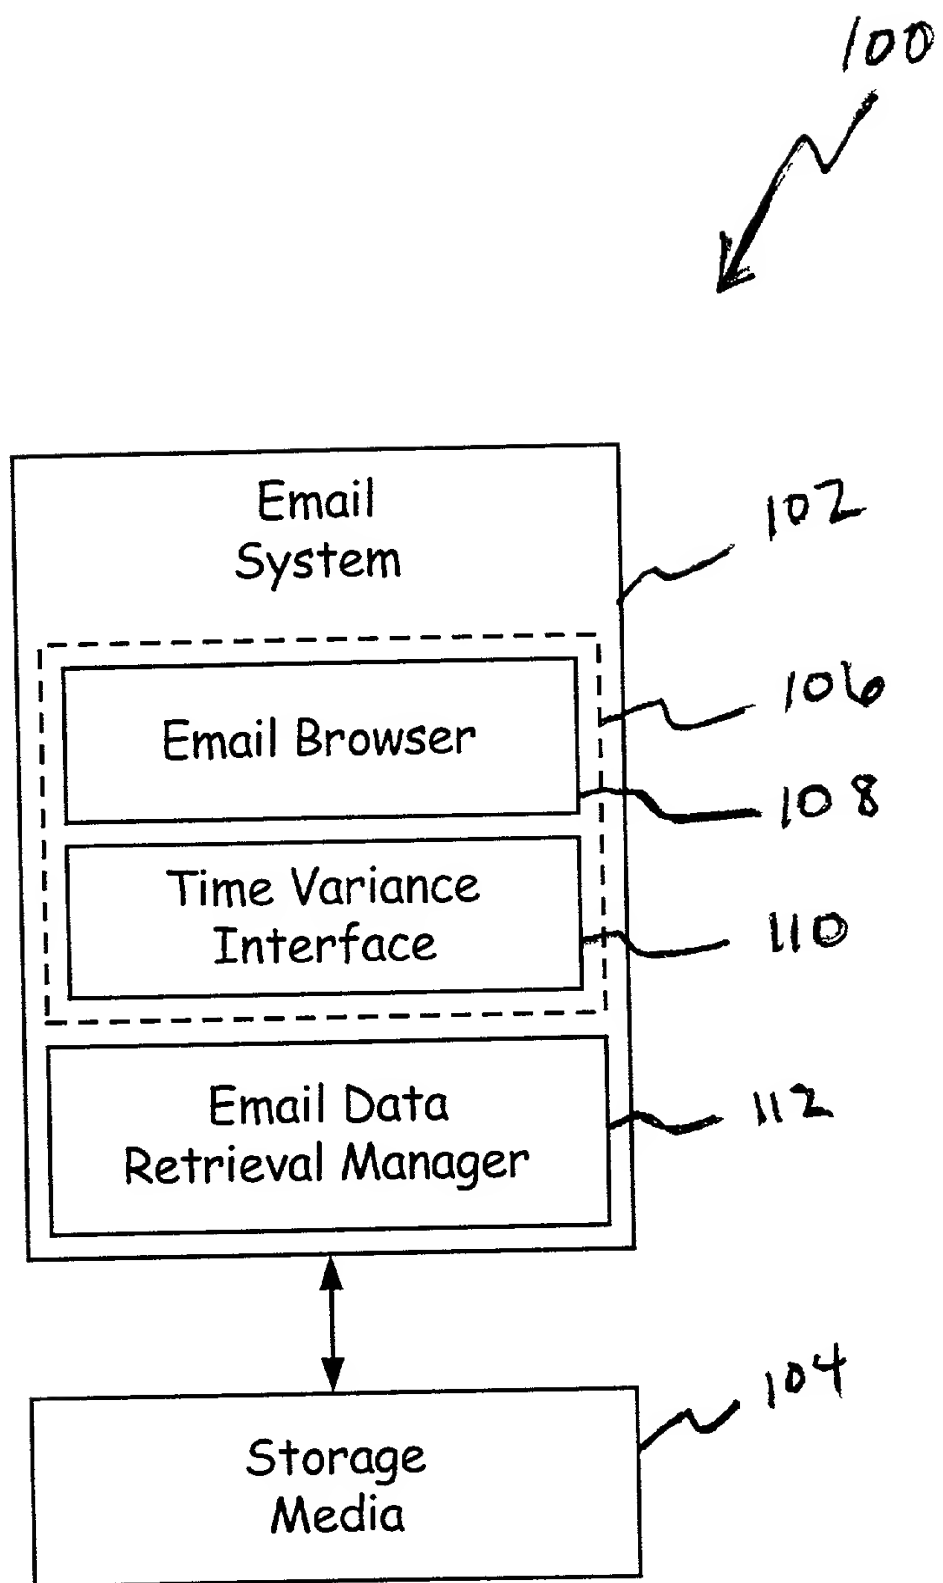 100
Email
System
102
106
Email Browser
108
Time Variance
Interface
110
Email Data
Retrieval Manager
112
104
Storage
Media